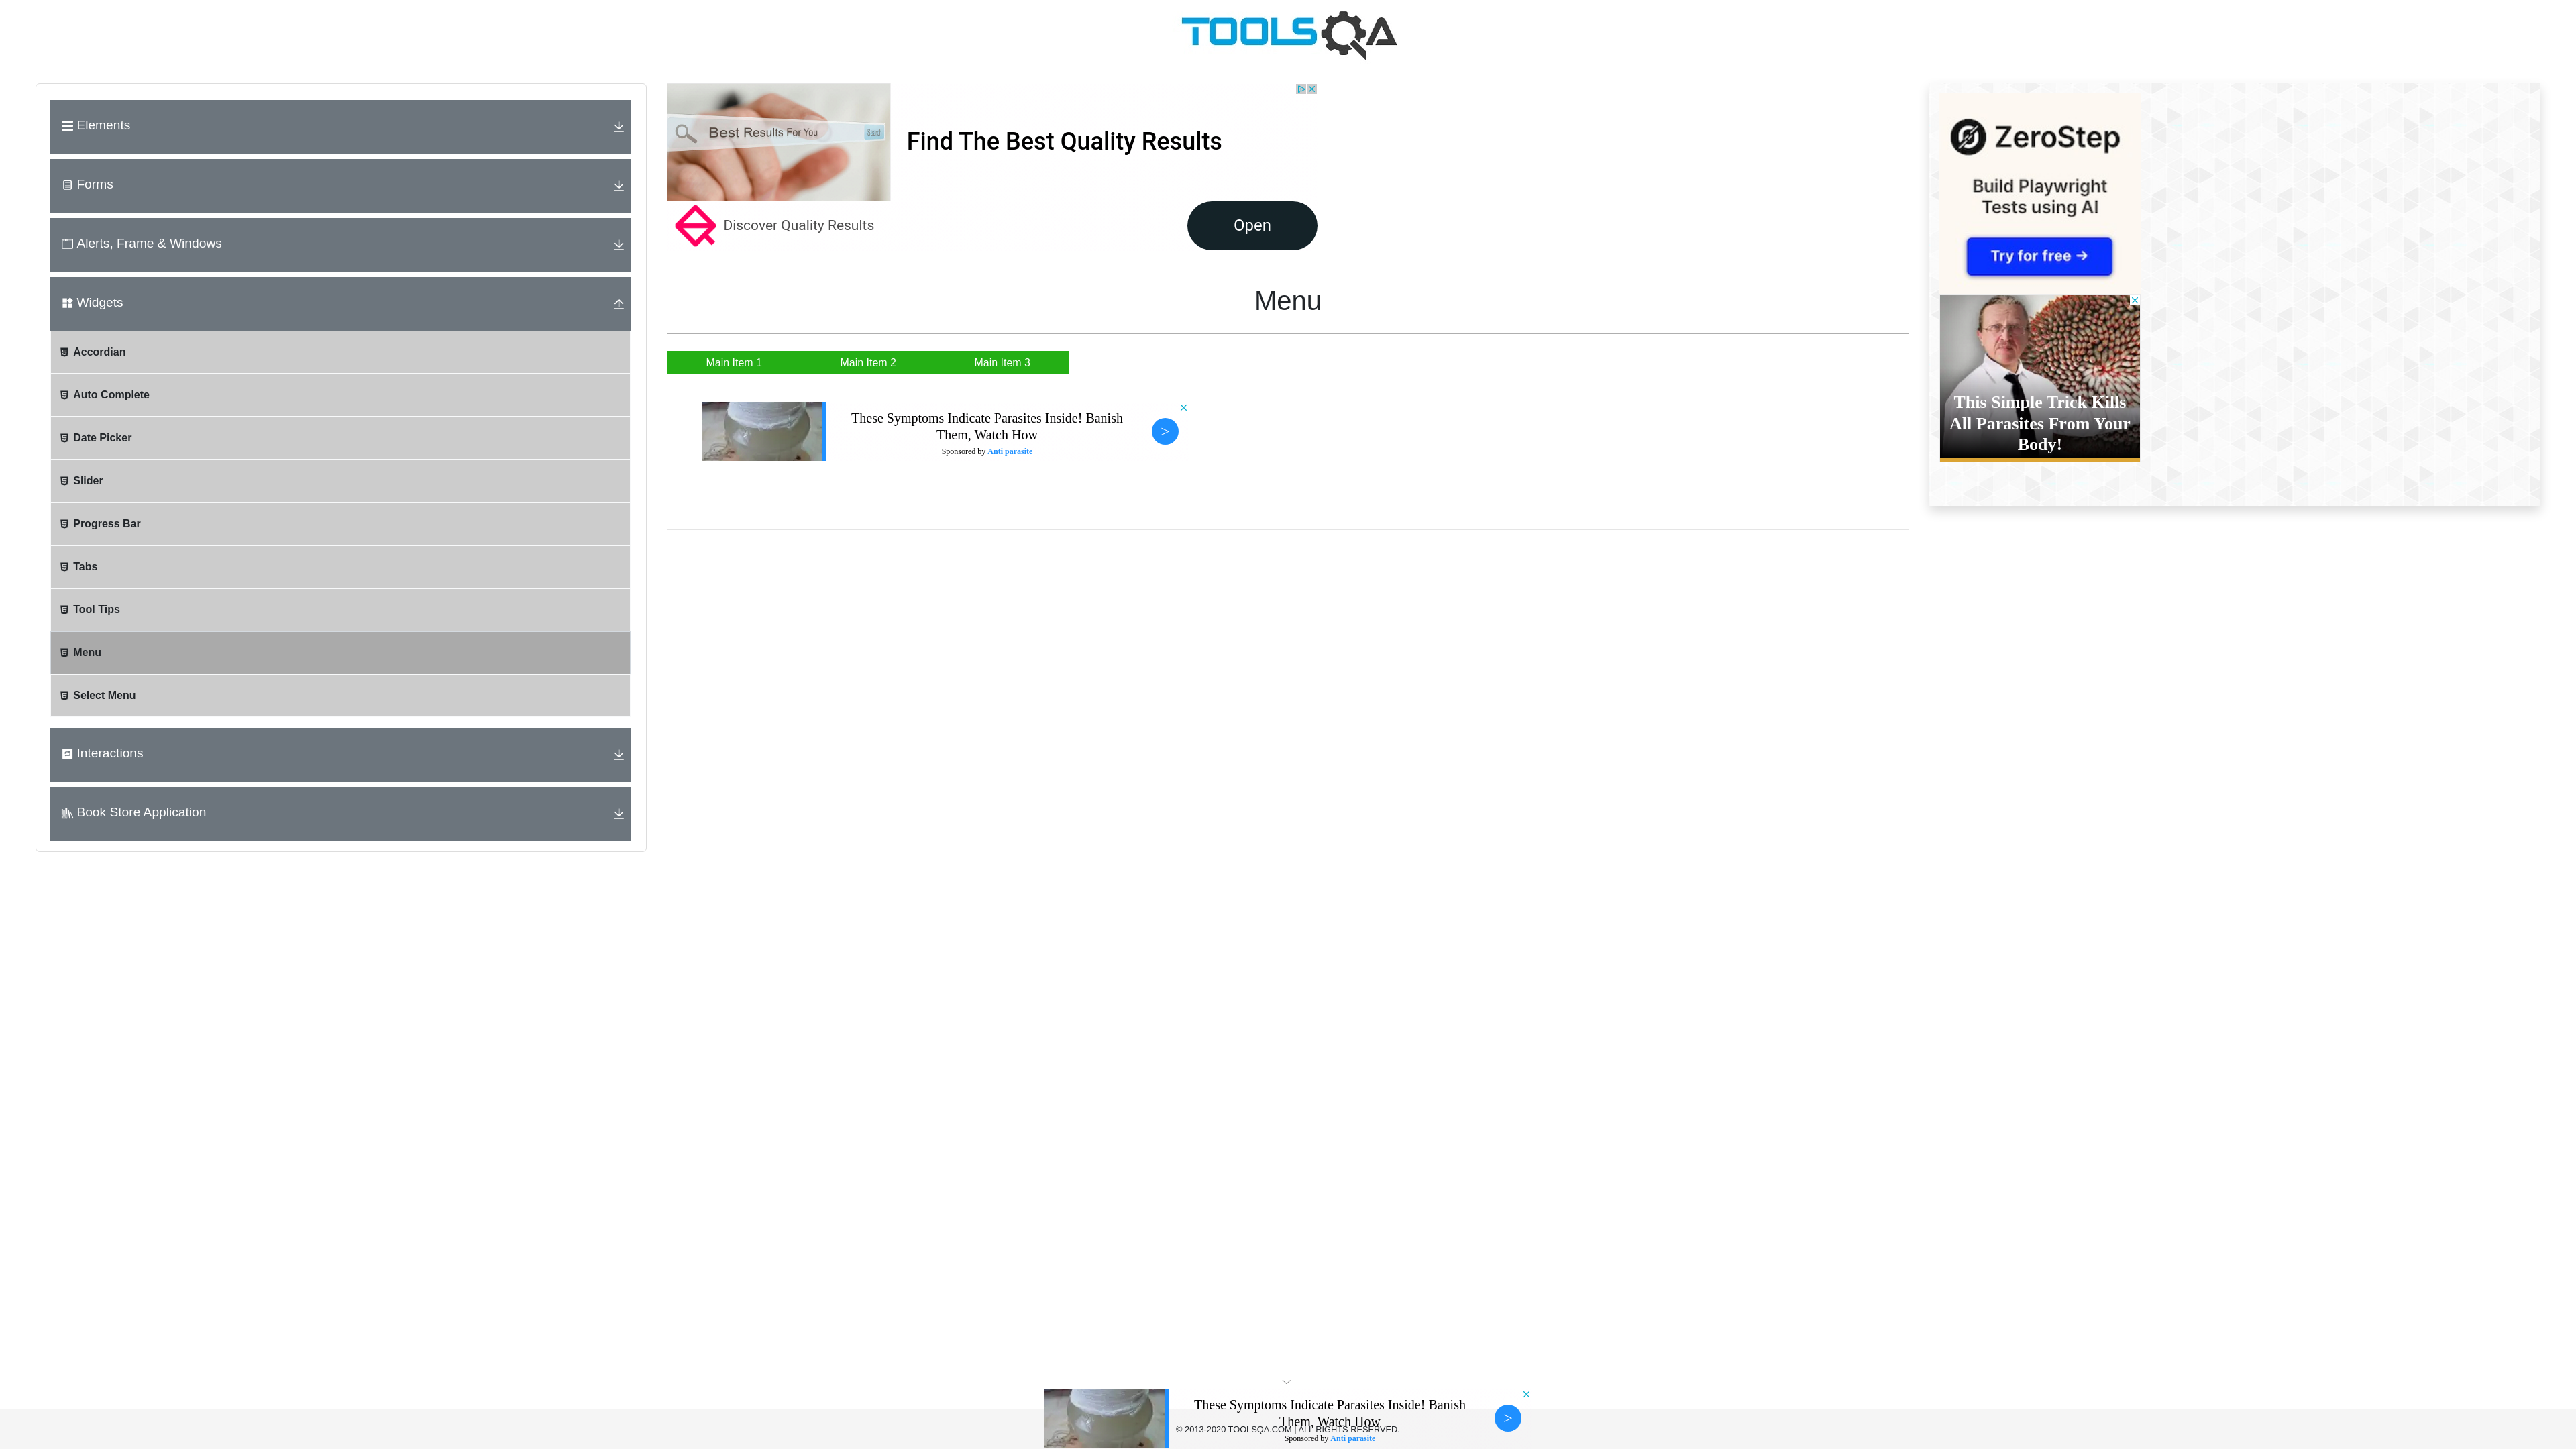 TOOLSQA
Elements
Forms
Alerts, Frame & Windows
Widgets
Accordian
Auto Complete
Date Picker
Slider
Progress Bar
Tabs
Tool Tips
Menu
Select Menu
Interactions
Book Store Application
Best Results For You
Search
Find The Best Quality Results
Discover Quality Results
Open
Menu
Main Item 1
Main Item 2
Main Item 3
These Symptoms Indicate Parasites Inside! Banish
Them, Watch How
Sponsored by Anti parasite
>
ZeroStep
Build Playwright
Tests using AI
Try for free →
This Simple Trick Kills
All Parasites From Your
Body!
These Symptoms Indicate Parasites Inside! Banish
Them, Watch How
© 2013-2020 TOOLSQA.COM | ALL RIGHTS RESERVED.
Sponsored by Anti parasite
>